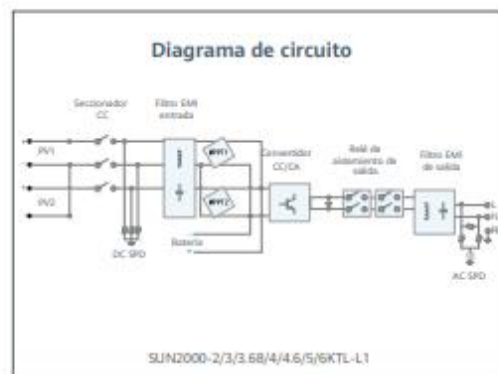 Diagrama de circuito
Seccionador
CC
Filtro EMI
entrada
MPPT1
Convertidor
CC/CA
Relé de
aislamiento de
salida
Filtro EMI
de salida
PV1
PV2
MPPT2
Batería
DC SPD
L
N
PE
AC SPD
SUN2000-2/3/3.68/4/4.6/5/6KTL-L1